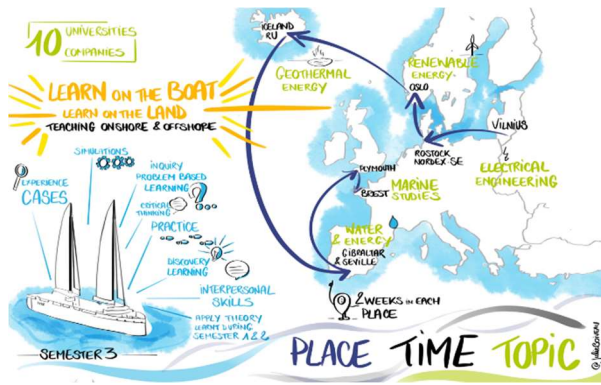 10 UNIVERSITIES
COMPANIES
LEARN ON THE BOAT
LEARN ON THE LAND
TEACHING ONSHORE & OFFSHORE
SIMULATIONS
EXPERIENCE
CASES
INQUIRY
PROBLEM BASED
LEARNING
CRITICAL
THINKING
PRACTICE
DISCOVERY
LEARNING
INTERPERSONAL
SKILLS
APPLY THEORY
LEARNT DURING
SEMESTER 1 & 2
SEMESTER 3
ICELAND
RU
GEOTHERMAL
ENERGY
RENEWABLE
ENERGY
OSLO
VILNIUS
ROSTOCK
NORDEX SE
ELECTRICAL
ENGINEERING
PLYMOUTH
BREST
MARINE
STUDIES
WATER
& ENERGY
GIBRALTAR
& SEVILLE
2 WEEKS IN EACH
PLACE
PLACE TIME TOPIC